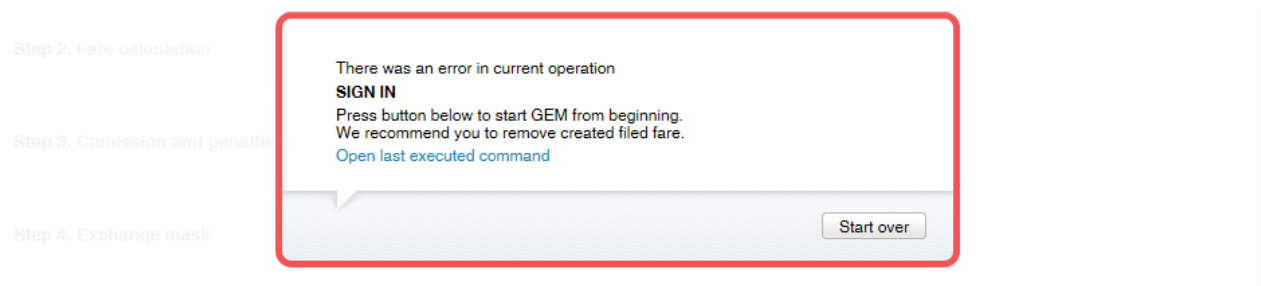 Step 2. Fare calculation
There was an error in current operation
SIGN IN
Press button below to start GEM from beginning.
We recommend you to remove created filed fare.
Step 3. Comission and penaltie
Open last executed command
Start over
Step 4. Exchange mask